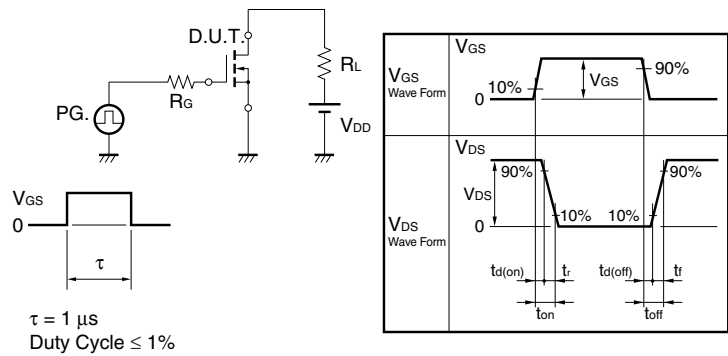 D.U.T.
RL
RG
PG.
VDD
VGS
0
τ
τ = 1 μs
Duty Cycle ≤ 1%
VGS
Wave Form
VGS
10%
0
VGS
90%
VDS
Wave Form
VDS
90%
VDS
0
10%
10%
90%
td(on)
tr
td(off)
tf
ton
toff